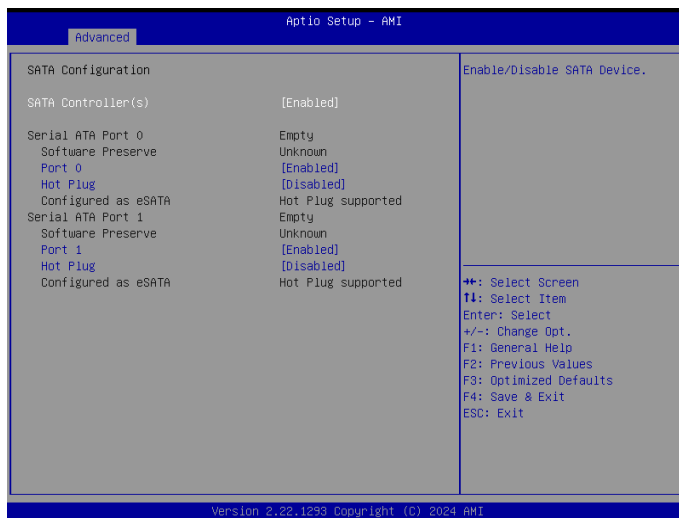 Aptio Setup – AMI
Advanced
SATA Configuration
SATA Controller(s) [Enabled]
Serial ATA Port 0 Empty
Software Preserve Unknown
Port 0 [Enabled]
Hot Plug [Disabled]
Configured as eSATA Hot Plug supported
Serial ATA Port 1 Empty
Software Preserve Unknown
Port 1 [Enabled]
Hot Plug [Disabled]
Configured as eSATA Hot Plug supported
Enable/Disable SATA Device.
→←: Select Screen
↑↓: Select Item
Enter: Select
+/-: Change Opt.
F1: General Help
F2: Previous Values
F3: Optimized Defaults
F4: Save & Exit
ESC: Exit
Version 2.22.1293 Copyright (C) 2024 AMI